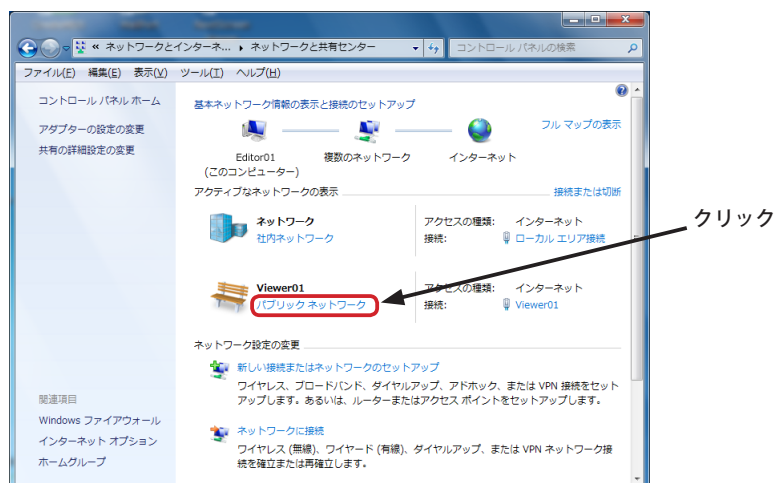 « ネットワークとインターネ... ▸ ネットワークと共有センター
コントロール パネルの検索
ファイル(F) 編集(E) 表示(V) ツール(T) ヘルプ(H)
コントロール パネル ホーム
アダプターの設定の変更
共有の詳細設定の変更
基本ネットワーク情報の表示と接続のセットアップ
フル マップの表示
Editor01
(このコンピューター)
複数のネットワーク
インターネット
アクティブなネットワークの表示
接続または切断
ネットワーク
社内ネットワーク
アクセスの種類: インターネット
接続: ローカル エリア接続
クリック
Viewer01
パブリック ネットワーク
アクセスの種類: インターネット
接続: Viewer01
ネットワーク設定の変更
新しい接続またはネットワークのセットアップ
ワイヤレス、ブロードバンド、ダイヤルアップ、アドホック、または VPN 接続をセット
アップします。あるいは、ルーターまたはアクセス ポイントをセットアップします。
ネットワークに接続
ワイヤレス (無線)、ワイヤード (有線)、ダイヤルアップ、または VPN ネットワーク接
続を確立または再確立します。
関連項目
Windows ファイアウォール
インターネット オプション
ホームグループ